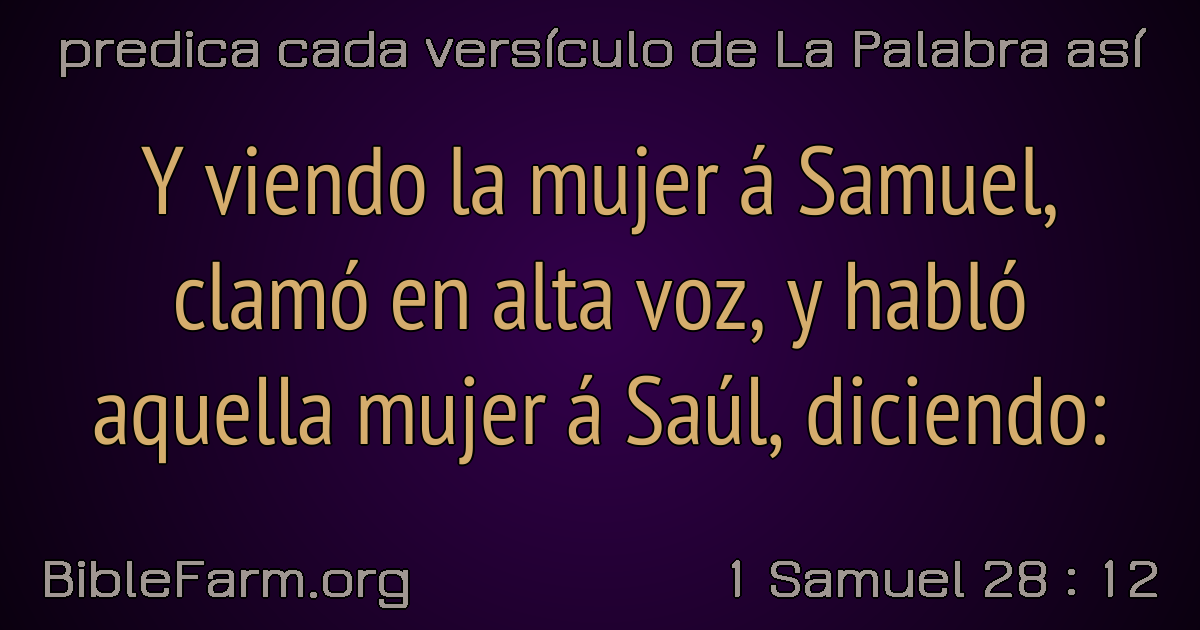 predica cada versículo de La Palabra así
Y viendo la mujer á Samuel,
clamó en alta voz, y habló
aquella mujer á Saúl, diciendo:
BibleFarm.org
1 Samuel 28 : 12